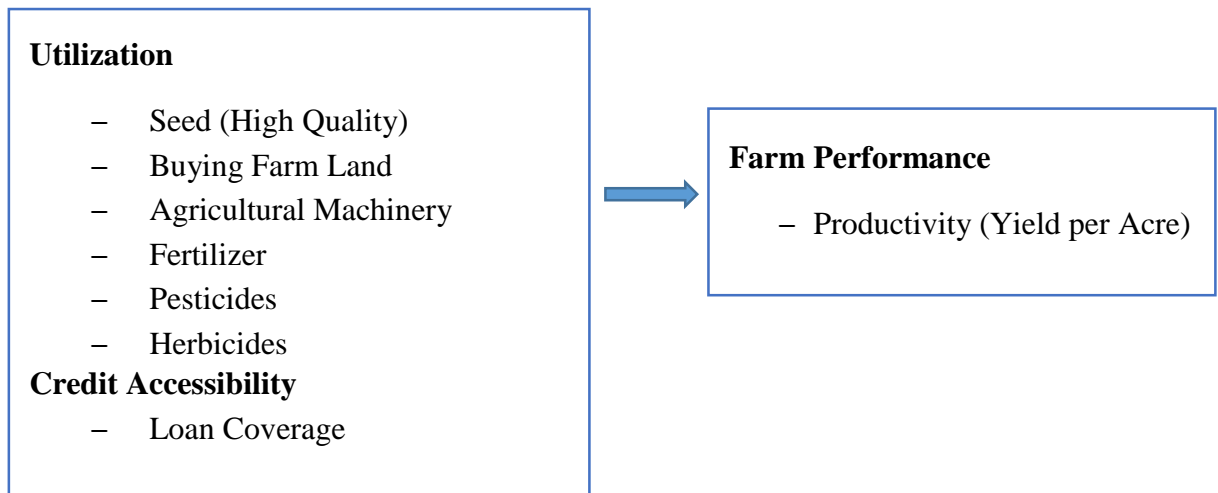 Utilization
– Seed (High Quality)
– Buying Farm Land
– Agricultural Machinery
– Fertilizer
– Pesticides
– Herbicides
Credit Accessibility
– Loan Coverage
Farm Performance
– Productivity (Yield per Acre)